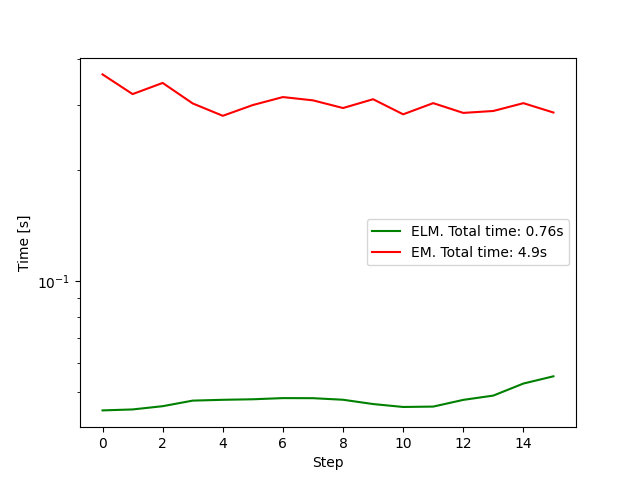 Time [s]
10⁻¹
ELM. Total time: 0.76s
EM. Total time: 4.9s
0 2 4 6 8 10 12 14
Step